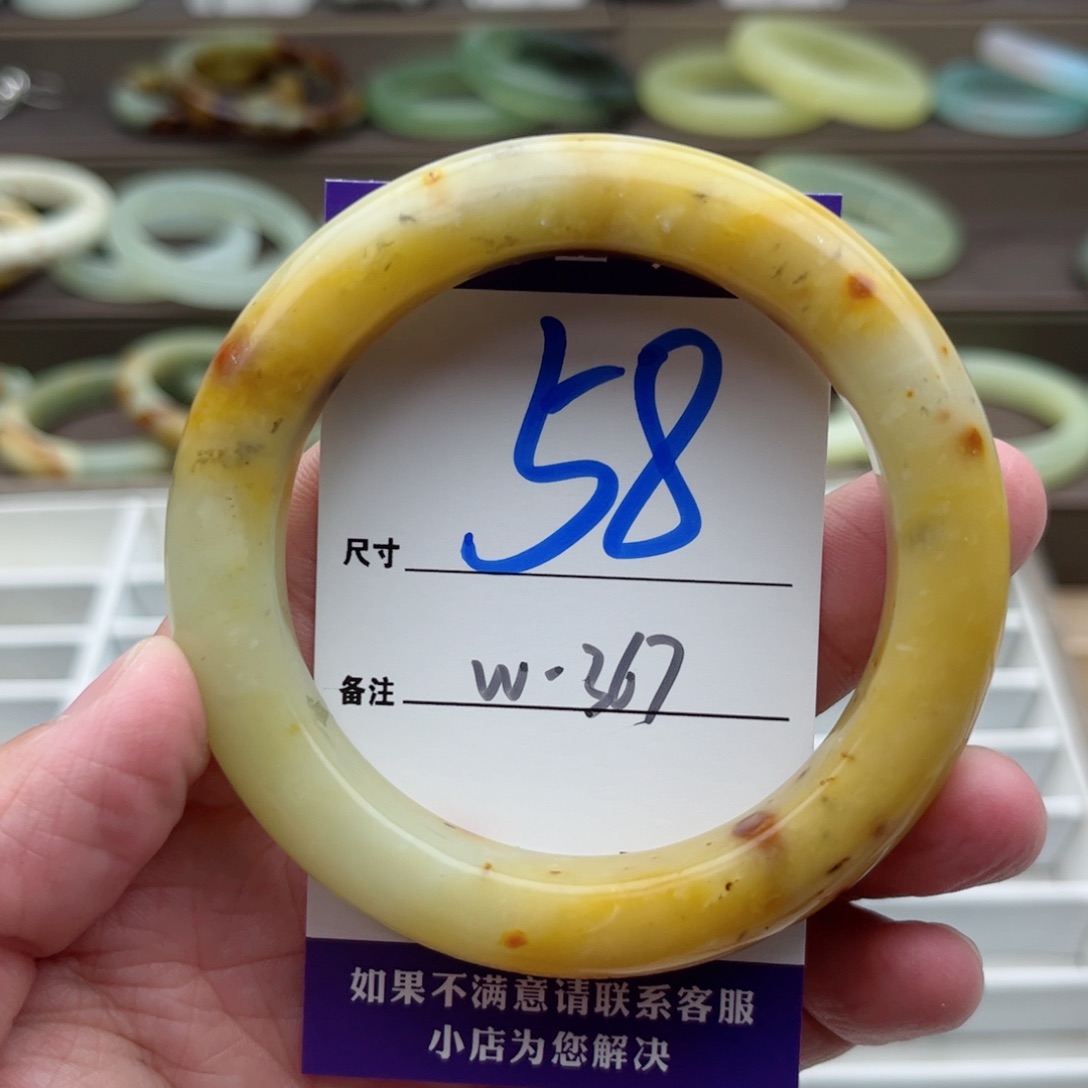 58
尺寸
w·367
备注
如果不满意请联系客服
小店为您解决